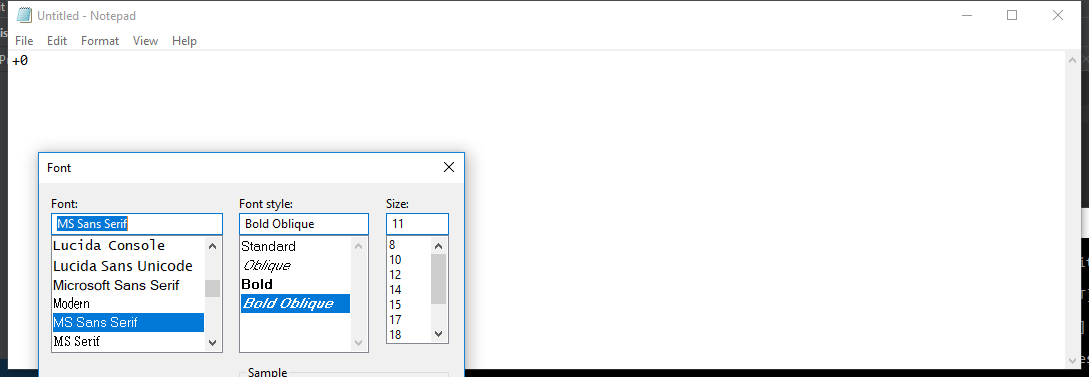 Untitled - Notepad
File Edit Format View Help
+0
Font
Font: Font style: Size:
MS Sans Serif Bold Oblique 11
Lucida Console Standard 8
Lucida Sans Unicode Oblique 10
Microsoft Sans Serif Bold 12
Modern Bold Oblique 14
MS Sans Serif 15
MS Serif 17
18
Sample